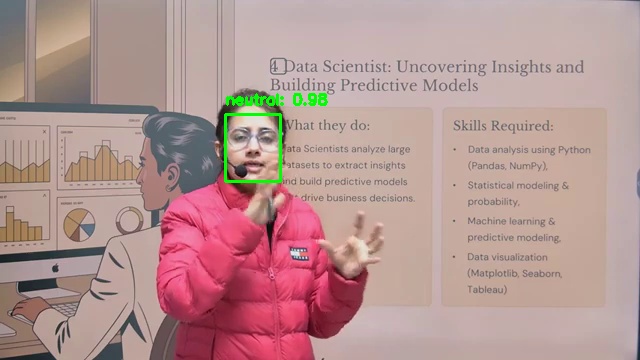 4 Data Scientist: Uncovering Insights and
Building Predictive Models
neutral: 0.98
What they do:
Data Scientists analyze large
datasets to extract insights
and build predictive models
drive business decisions.
Skills Required:
• Data analysis using Python
(Pandas, NumPy),
• Statistical modeling &
probability,
• Machine learning &
predictive modeling,
• Data visualization
(Matplotlib, Seaborn,
Tableau)
TOMMY
JEANS